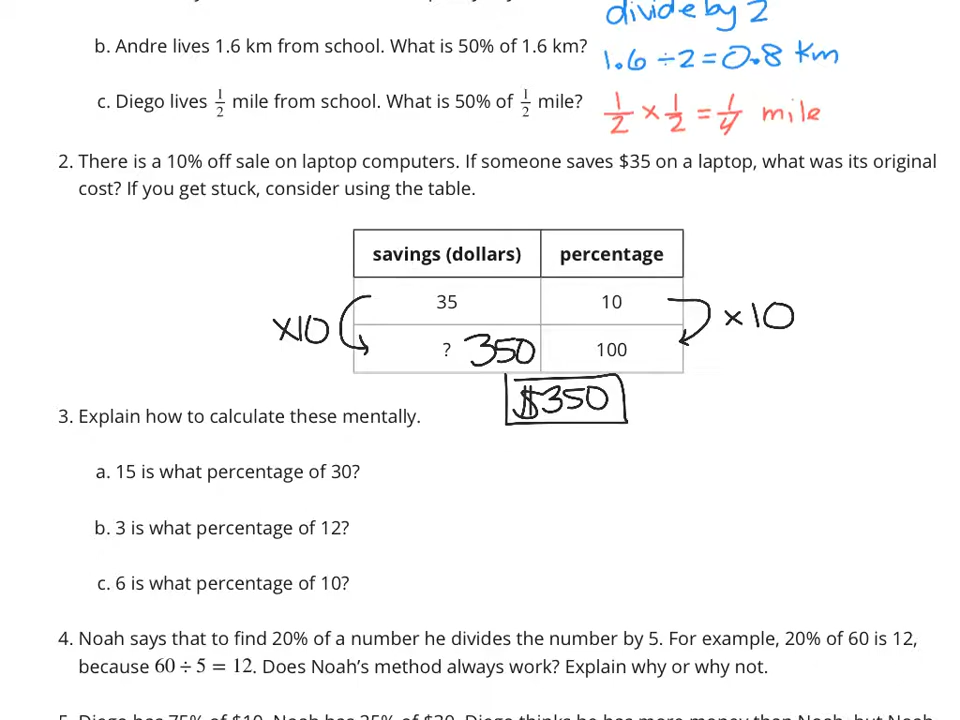 divide by 2
b. Andre lives 1.6 km from school. What is 50% of 1.6 km?
1.6 ÷ 2 = 0.8 km
c. Diego lives 1/2 mile from school. What is 50% of 1/2 mile?
1/2 × 1/2 = 1/4 mile
2. There is a 10% off sale on laptop computers. If someone saves $35 on a laptop, what was its original
cost? If you get stuck, consider using the table.
savings (dollars) percentage
35 10
×10 ×10
? 350 100
$350
3. Explain how to calculate these mentally.
a. 15 is what percentage of 30?
b. 3 is what percentage of 12?
c. 6 is what percentage of 10?
4. Noah says that to find 20% of a number he divides the number by 5. For example, 20% of 60 is 12,
because 60 ÷ 5 = 12. Does Noah's method always work? Explain why or why not.